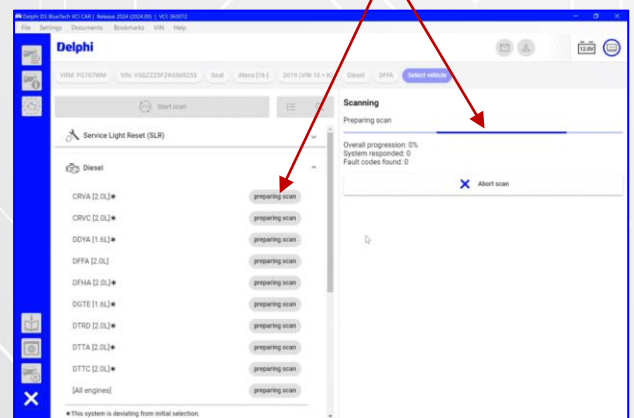 Delphi DS BlueTech VCI CAR | Release 2024 (2024.00) | VCI: 363072
File Settings Documents Bookmarks VIN Help
Delphi
12.0V
Seat Ateca [16-] 2019 (VIN 10 = K) Diesel DFFA Select vehicle
Start scan
Service Light Reset (SLR)
Diesel
CRVA [2.0L]* preparing scan
CRVC [2.0L]* preparing scan
DDYA [1.6L]* preparing scan
DFFA [2.0L] preparing scan
DFHA [2.0L]* preparing scan
DGTE [1.6L]* preparing scan
DTRD [2.0L]* preparing scan
DTTA [2.0L]* preparing scan
DTTC [2.0L]* preparing scan
[All engines] preparing scan
*This system is deviating from initial selection.
Scanning
Preparing scan
Overall progression: 0%
System responded: 0
Fault codes found: 0
Abort scan